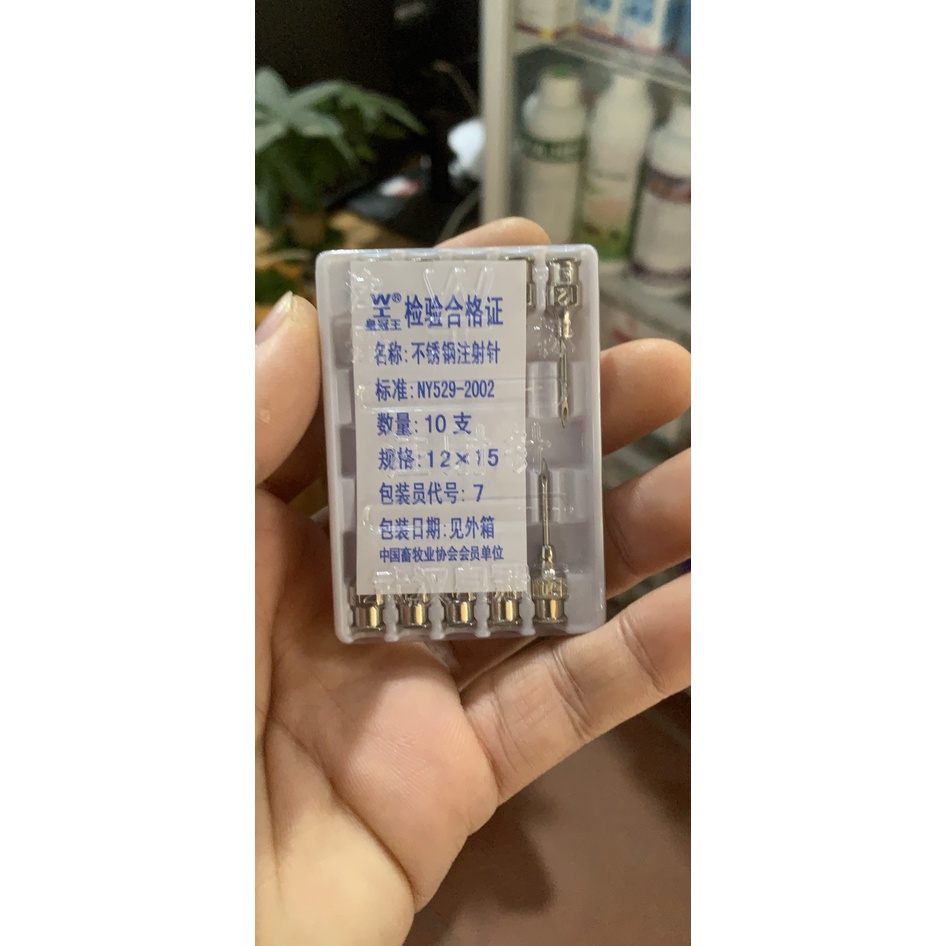 W® 检验合格证
王
皇冠王
名称:不锈钢注射针
标准:NY529-2002
数量:10支
规格:12×15
包装员代号:7
包装日期:见外箱
中国畜牧业协会会员单位